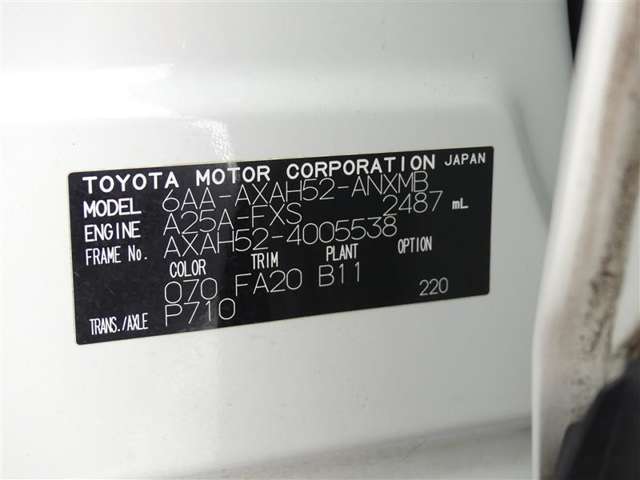 TOYOTA MOTOR CORPORATION JAPAN
MODEL 6AA-AXAH52-ANXMB
ENGINE A25A-FXS 2487 mL
FRAME No. AXAH52-4005538
COLOR TRIM PLANT OPTION
070 FA20 B11 220
TRANS./AXLE P710